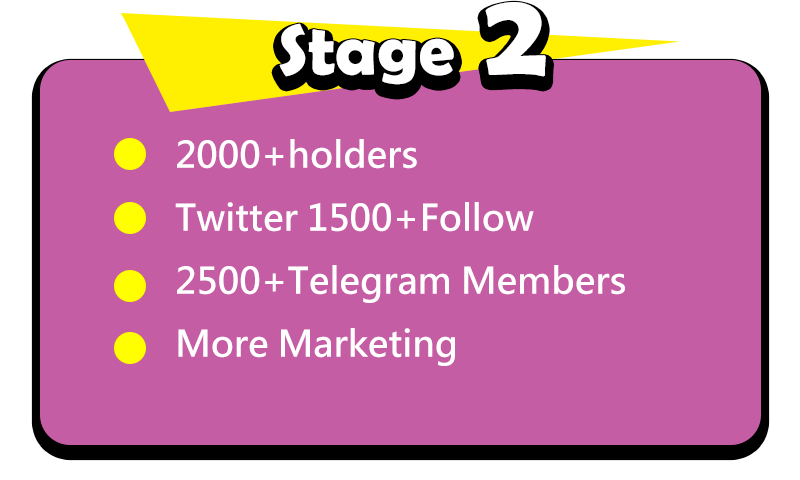 Stage 2
2000+holders
Twitter 1500+Follow
2500+Telegram Members
More Marketing